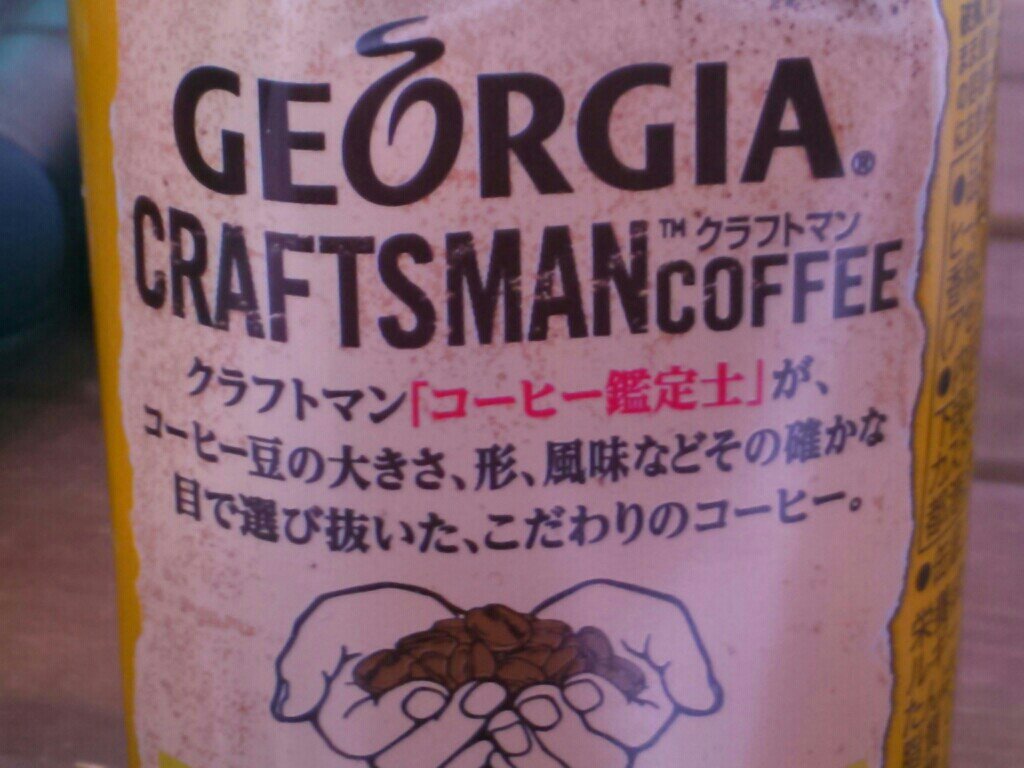 GEORGIA®
CRAFTSMAN™ クラフトマン COFFEE
クラフトマン「コーヒー鑑定士」が、
コーヒー豆の大きさ、形、風味などその確かな
目で選び抜いた、こだわりのコーヒー。